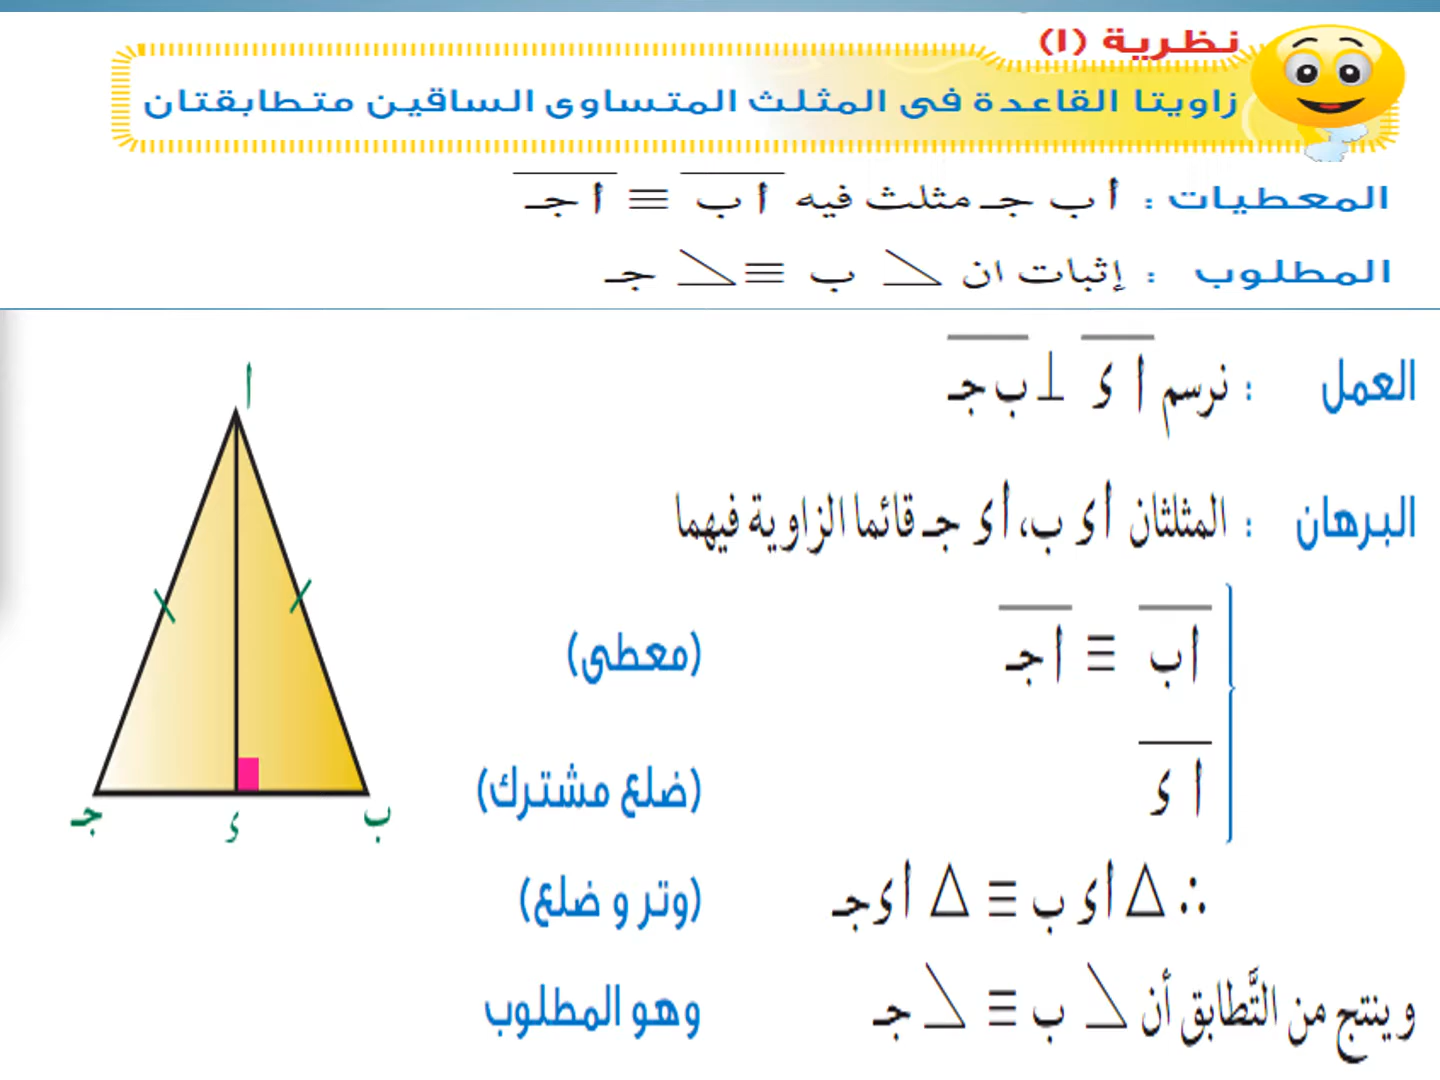 نظرية (١)
زاويتا القاعدة فى المثلث المتساوى الساقين متطابقتان
المعطيات : أ ب جـ مثلث فيه أ ب ≡ أ جـ
المطلوب : إثبات ان ∠ ب ≡ ∠ جـ
العمل : نرسم أ ى ⊥ ب جـ
البرهان : المثلثان أ ى ب، أ ى جـ قائما الزاوية فيهما
أ ب ≡ أ جـ (معطى)
أ ى (ضلع مشترك)
∴ △ أ ى ب ≡ △ أ ى جـ (وتر و ضلع)
وينتج من التَّطابق أن ∠ ب ≡ ∠ جـ وهو المطلوب
أ
جـ ى ب